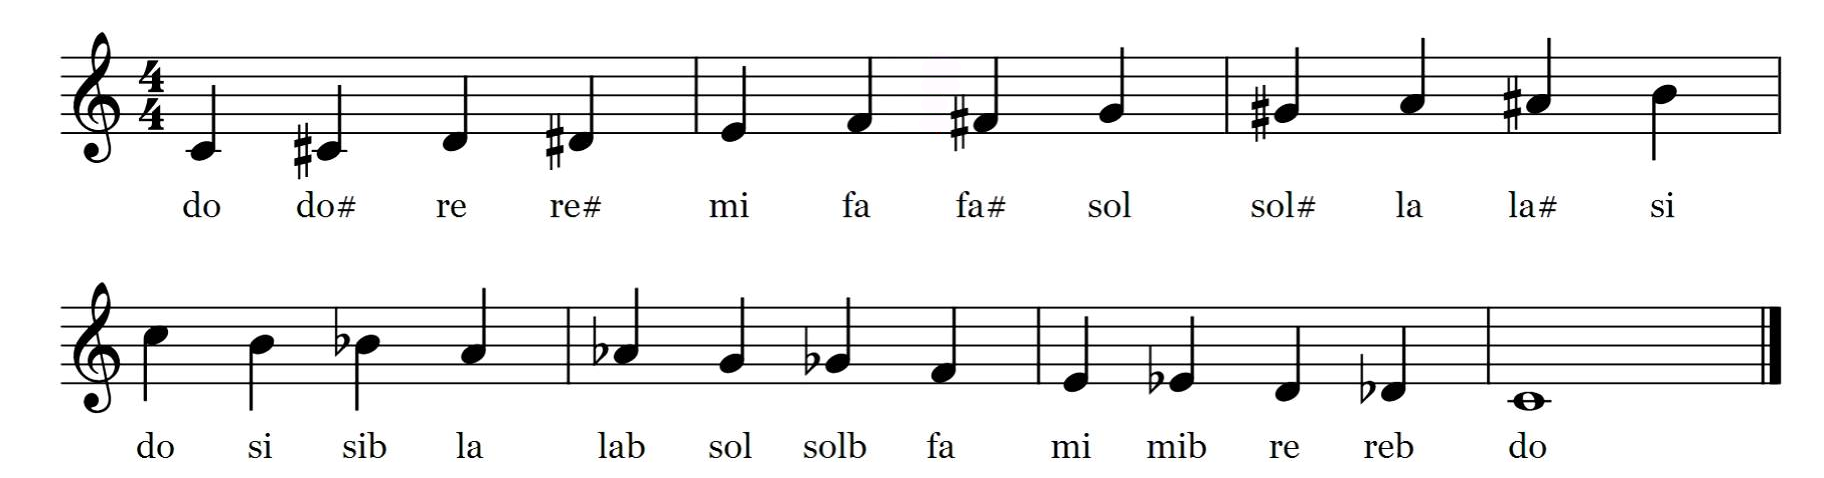 4
4
do do# re re# mi fa fa# sol sol# la la# si
do si sib la lab sol solb fa mi mib re reb do